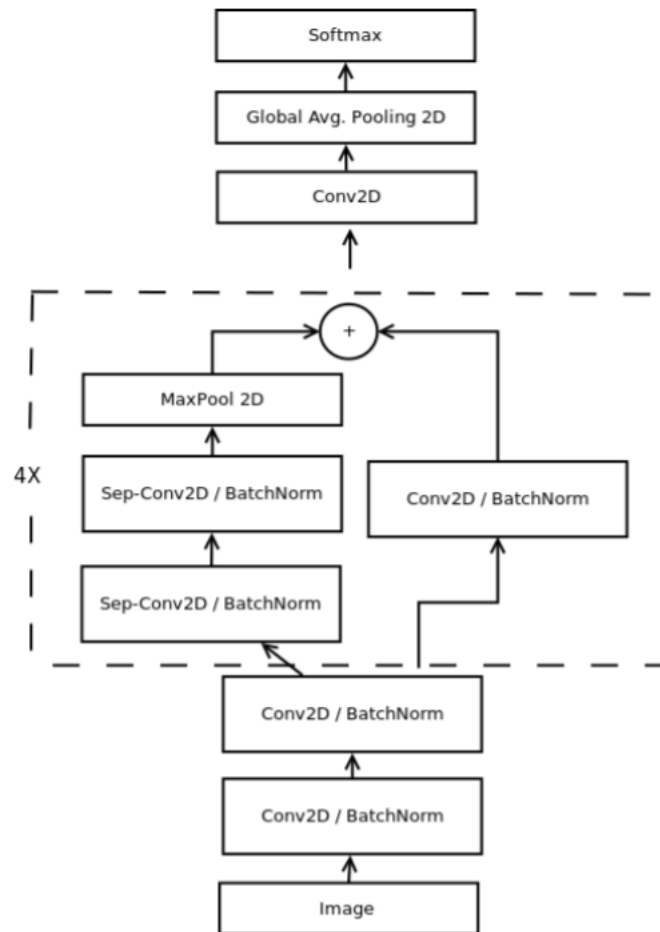 Softmax
Global Avg. Pooling 2D
Conv2D
+
MaxPool 2D
4X
Sep-Conv2D / BatchNorm
Conv2D / BatchNorm
Sep-Conv2D / BatchNorm
Conv2D / BatchNorm
Conv2D / BatchNorm
Image